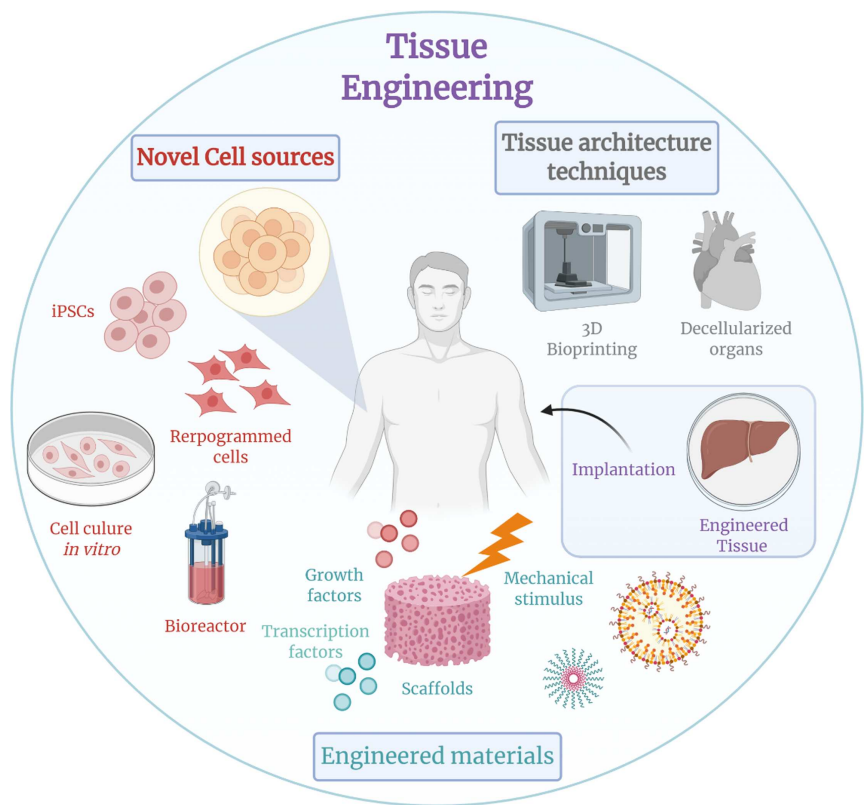 Tissue
Engineering
Novel Cell sources
Tissue architecture
techniques
iPSCs
3D
Bioprinting
Decellularized
organs
Rerpogrammed
cells
Implantation
Cell culure
in vitro
Engineered
Tissue
Bioreactor
Growth
factors
Mechanical
stimulus
Transcription
factors
Scaffolds
Engineered materials